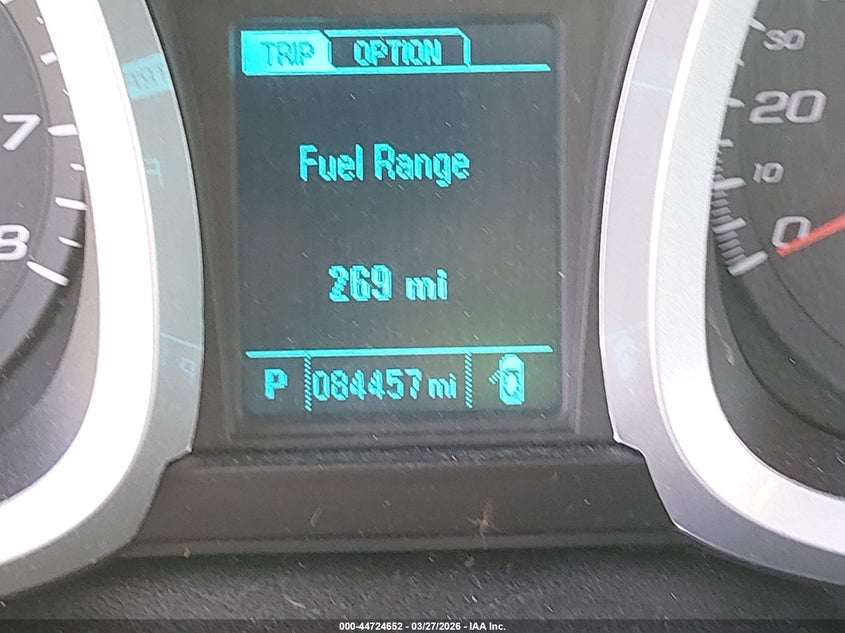 TRIP OPTION
Fuel Range
269 mi
P 084457 mi
7
8
30
20
10
0
000-44724652 — 03/27/2026 - IAA Inc.